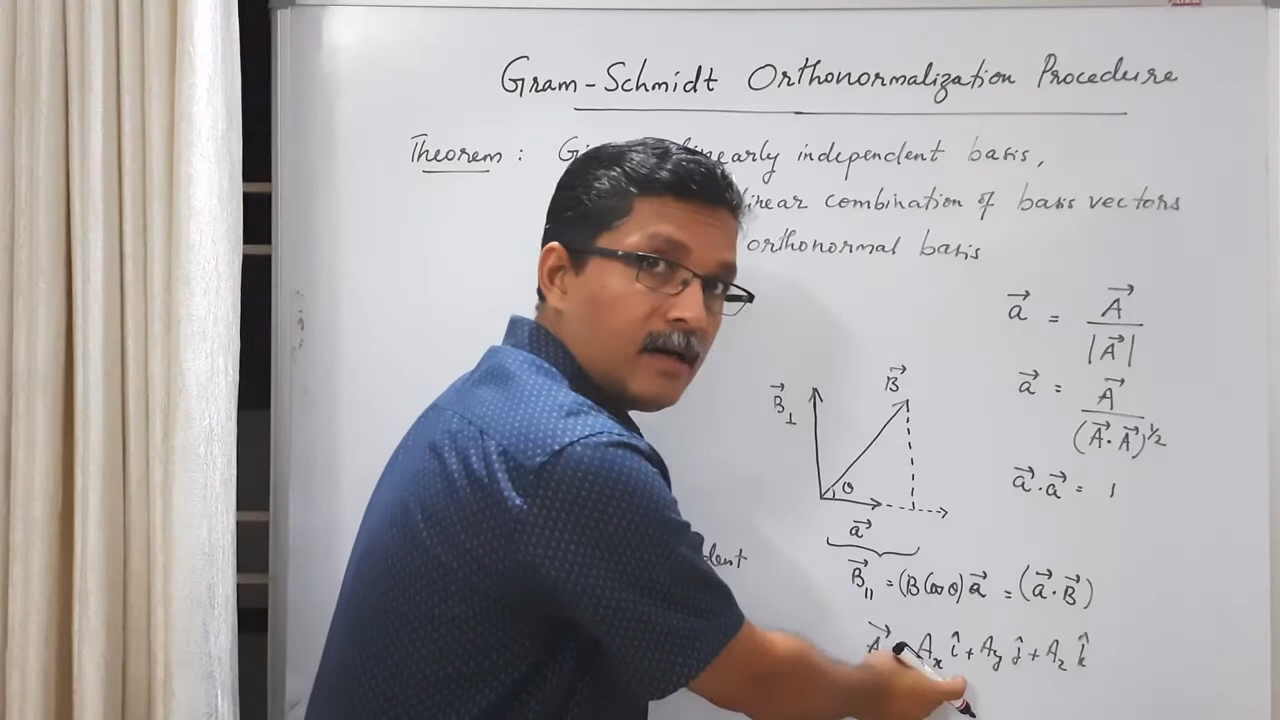 Gram-Schmidt Orthonormalization Procedure
Theorem : linearly independent basis,
linear combination of basis vectors
orthonormal basis
a⃗ = A⃗ / |A⃗|
a⃗ = A⃗ / (A⃗·A⃗)^1/2
a⃗·a⃗ = 1
B⃗⊥
B⃗
θ
a⃗
B⃗|| = (B Cos θ) a⃗ = (a⃗·B⃗)
A⃗ Aₓ î + Ay ĵ + Az k̂